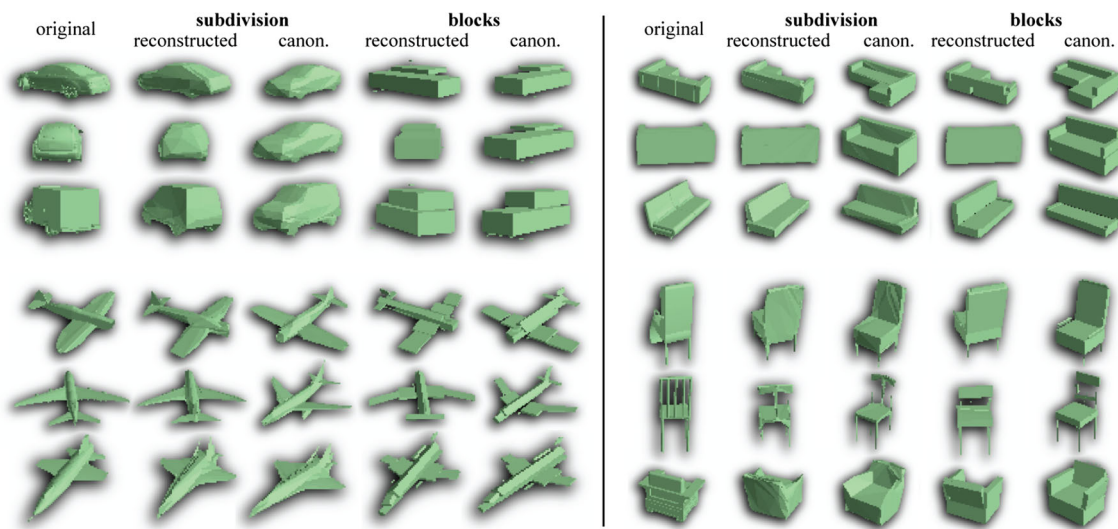 subdivision blocks
original reconstructed canon. reconstructed canon.
subdivision blocks
original reconstructed canon. reconstructed canon.